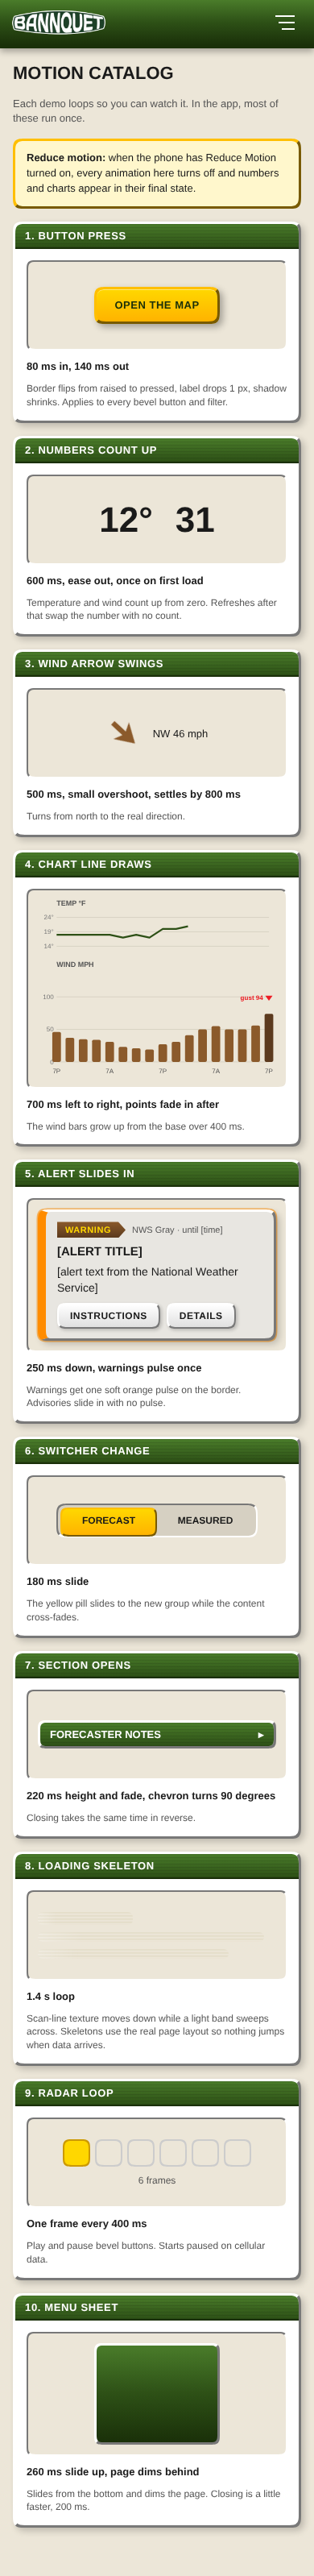 BANNQUET
MOTION CATALOG
Each demo loops so you can watch it. In the app, most of
these run once.
Reduce motion: when the phone has Reduce Motion
turned on, every animation here turns off and numbers
and charts appear in their final state.
1. BUTTON PRESS
OPEN THE MAP
80 ms in, 140 ms out
Border flips from raised to pressed, label drops 1 px, shadow
shrinks. Applies to every bevel button and filter.
2. NUMBERS COUNT UP
12° 31
600 ms, ease out, once on first load
Temperature and wind count up from zero. Refreshes after
that swap the number with no count.
3. WIND ARROW SWINGS
NW 46 mph
500 ms, small overshoot, settles by 800 ms
Turns from north to the real direction.
4. CHART LINE DRAWS
TEMP °F
24°
19°
14°
WIND MPH
100
gust 94 ▼
50
0
7P 7A 7P 7A 7P
700 ms left to right, points fade in after
The wind bars grow up from the base over 400 ms.
5. ALERT SLIDES IN
WARNING NWS Gray · until [time]
[ALERT TITLE]
[alert text from the National Weather
Service]
INSTRUCTIONS DETAILS
250 ms down, warnings pulse once
Warnings get one soft orange pulse on the border.
Advisories slide in with no pulse.
6. SWITCHER CHANGE
FORECAST MEASURED
180 ms slide
The yellow pill slides to the new group while the content
cross-fades.
7. SECTION OPENS
FORECASTER NOTES ►
220 ms height and fade, chevron turns 90 degrees
Closing takes the same time in reverse.
8. LOADING SKELETON
1.4 s loop
Scan-line texture moves down while a light band sweeps
across. Skeletons use the real page layout so nothing jumps
when data arrives.
9. RADAR LOOP
6 frames
One frame every 400 ms
Play and pause bevel buttons. Starts paused on cellular
data.
10. MENU SHEET
260 ms slide up, page dims behind
Slides from the bottom and dims the page. Closing is a little
faster, 200 ms.